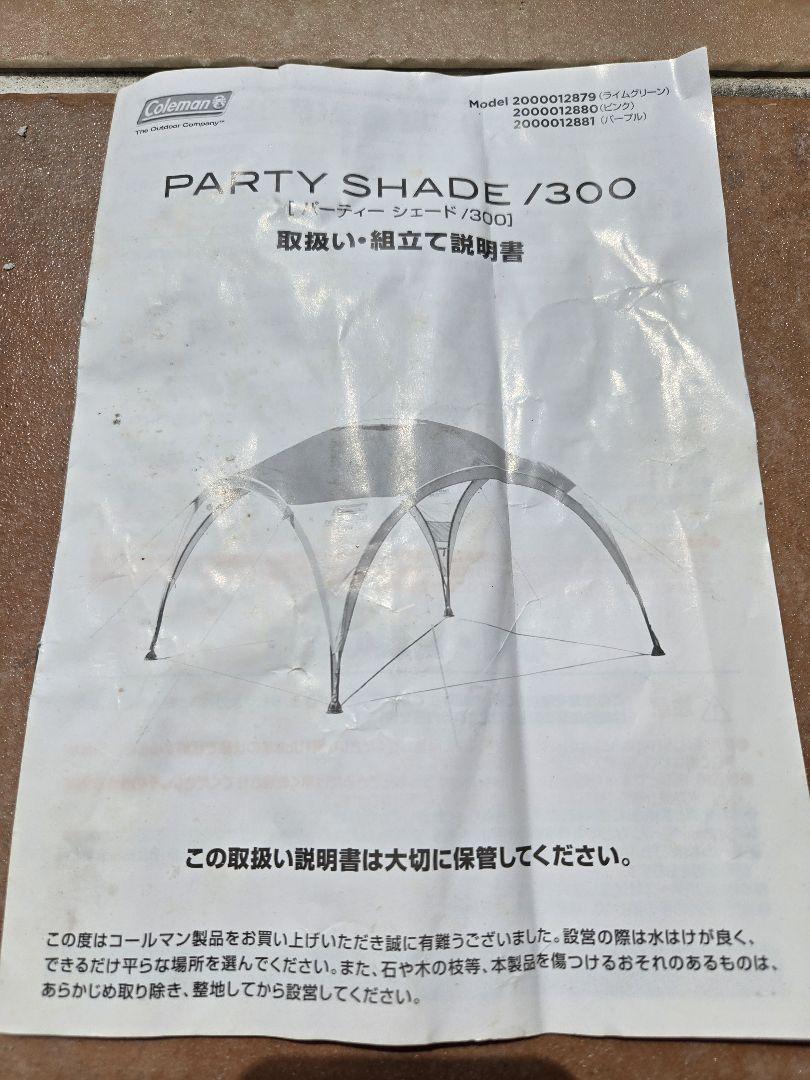 Coleman
The Outdoor Company™
Model 2000012879（ライムグリーン）
2000012880（ピンク）
2000012881（パープル）
PARTY SHADE /300
[ パーティー シェード /300]
取扱い・組立て説明書
この取扱い説明書は大切に保管してください。
この度はコールマン製品をお買い上げいただき誠に有難うございました。設営の際は水はけが良く、
できるだけ平らな場所を選んでください。また、石や木の枝等、本製品を傷つけるおそれのあるものは、
あらかじめ取り除き、整地してから設営してください。